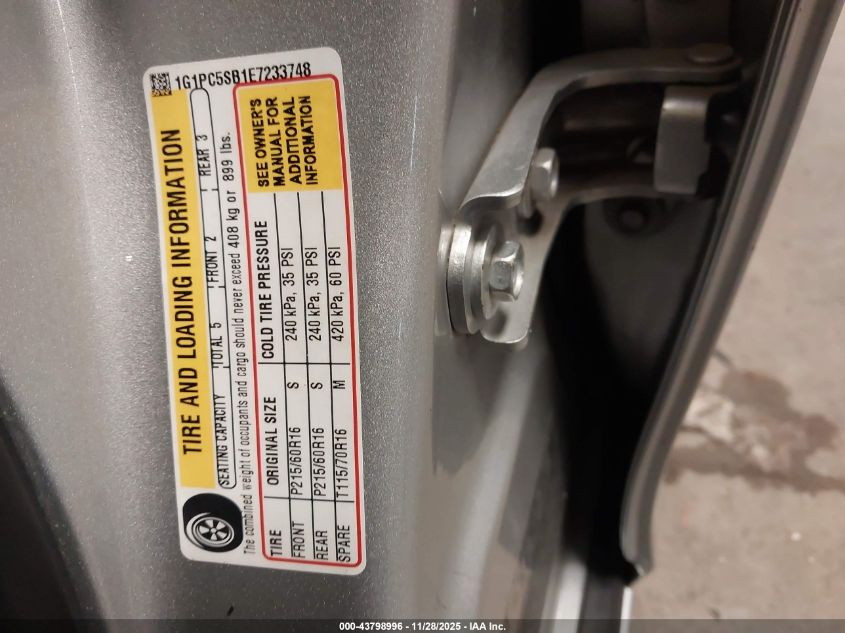 1G1PC5SB1E7233748
TIRE AND LOADING INFORMATION
SEATING CAPACITY TOTAL 5 FRONT 2 REAR 3
The combined weight of occupants and cargo should never exceed 408 kg or 899 lbs.
TIRE ORIGINAL SIZE COLD TIRE PRESSURE
FRONT P215/60R16 S 240 kPa, 35 PSI
REAR P215/60R16 S 240 kPa, 35 PSI
SPARE T115/70R16 M 420 kPa, 60 PSI
SEE OWNER'S
MANUAL FOR
ADDITIONAL
INFORMATION
000-43798996 - 11/28/2025 - IAA Inc.